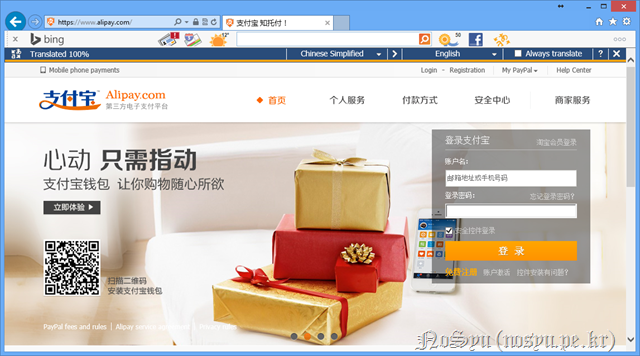 https://www.alipay.com/
支付宝 知托付！
bing
12°
50
Translated 100%
Chinese Simplified
English
Always translate
?
Mobile phone payments
Login - Registration
My PayPal
Help Center
支付宝 Alipay.com
第三方电子支付平台
首页
个人服务
付款方式
安全中心
商家服务
心动 只需指动
支付宝钱包 让你购物随心所欲
立即体验
扫描二维码
安装支付宝钱包
登录支付宝
淘宝会员登录
账户名:
邮箱地址或手机号码
登录密码:
忘记登录密码?
安全控件登录
登 录
免费注册
账户激活
控件安装有问题?
PayPal fees and rules
Alipay service agreement
Privacy rules
NoSyu(nosyu.pe.kr)